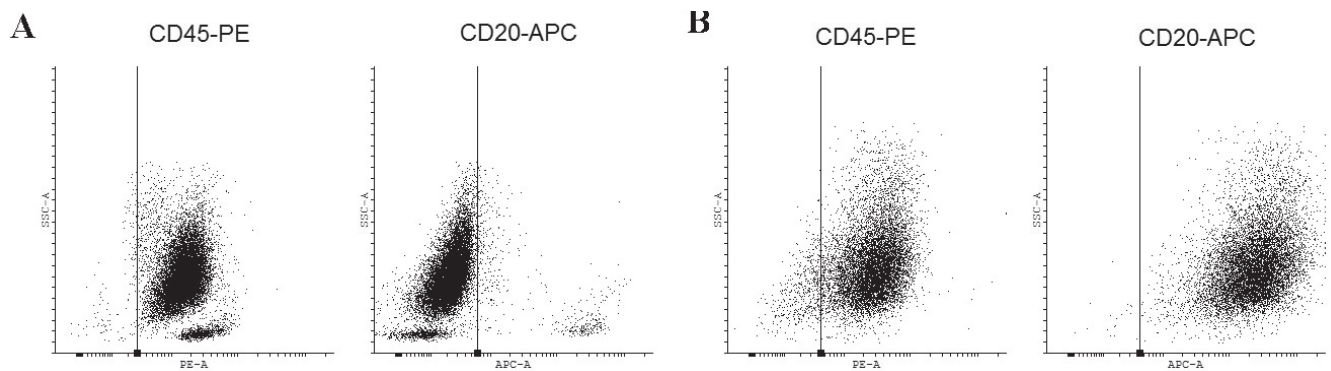 A
CD45-PE
CD20-APC
B
CD45-PE
CD20-APC
SSC-A
SSC-A
SSC-A
SSC-A
PE-A
APC-A
PE-A
APC-A